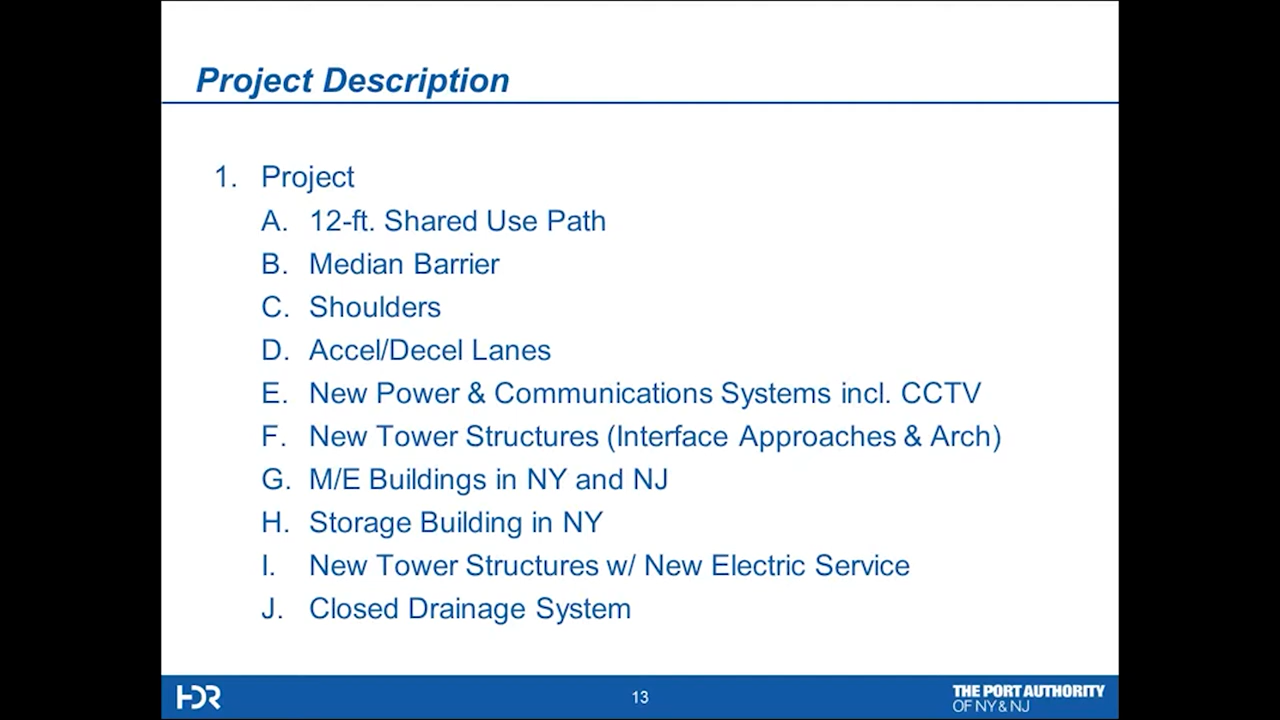 Project Description
1. Project
A. 12-ft. Shared Use Path
B. Median Barrier
C. Shoulders
D. Accel/Decel Lanes
E. New Power & Communications Systems incl. CCTV
F. New Tower Structures (Interface Approaches & Arch)
G. M/E Buildings in NY and NJ
H. Storage Building in NY
I. New Tower Structures w/ New Electric Service
J. Closed Drainage System
HDR
13
THE PORT AUTHORITY
OF NY & NJ